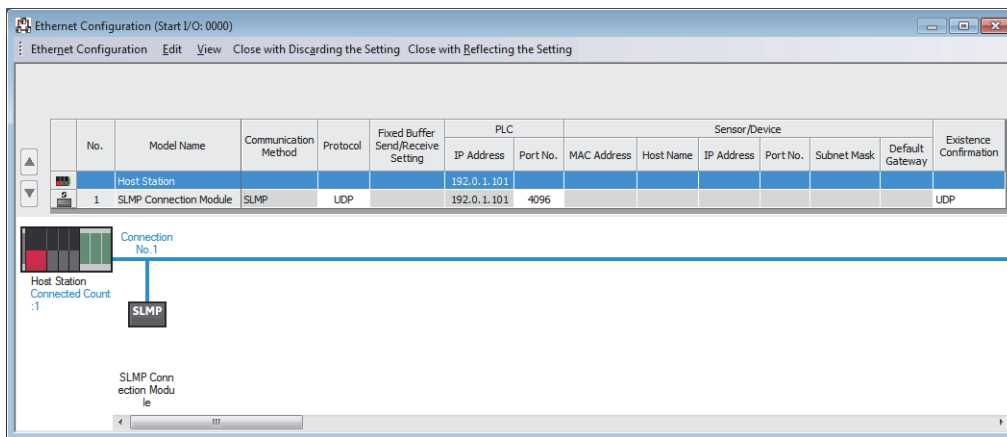 Ethernet Configuration (Start I/O: 0000)
Ethernet Configuration Edit View Close with Discarding the Setting Close with Reflecting the Setting
No. Model Name Communication Method Protocol Fixed Buffer Send/Receive Setting PLC IP Address Port No. Sensor/Device MAC Address Host Name IP Address Port No. Subnet Mask Default Gateway Existence Confirmation
Host Station 192.0.1.101
1 SLMP Connection Module SLMP UDP 192.0.1.101 4096 UDP
Connection
No.1
Host Station
Connected Count
:1
SLMP
SLMP Conn
ection Modu
le